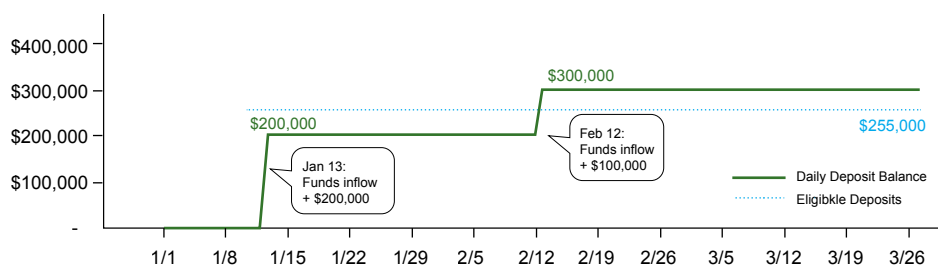 $400,000
$300,000
$200,000
$100,000
-
$200,000
$300,000
$255,000
Jan 13:
Funds inflow
+ $200,000
Feb 12:
Funds inflow
+ $100,000
Daily Deposit Balance
Eligibkle Deposits
1/1 1/8 1/15 1/22 1/29 2/5 2/12 2/19 2/26 3/5 3/12 3/19 3/26